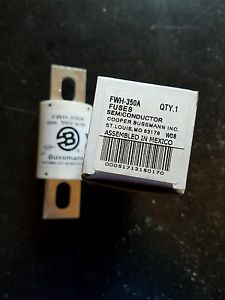 FWH-350A
Bussmann
FWH-350A QTY.1
FUSES
SEMICONDUCTOR
COOPER BUSSMANN INC.
ST. LOUIS, MO 63178 W08
ASSEMBLED IN MEXICO